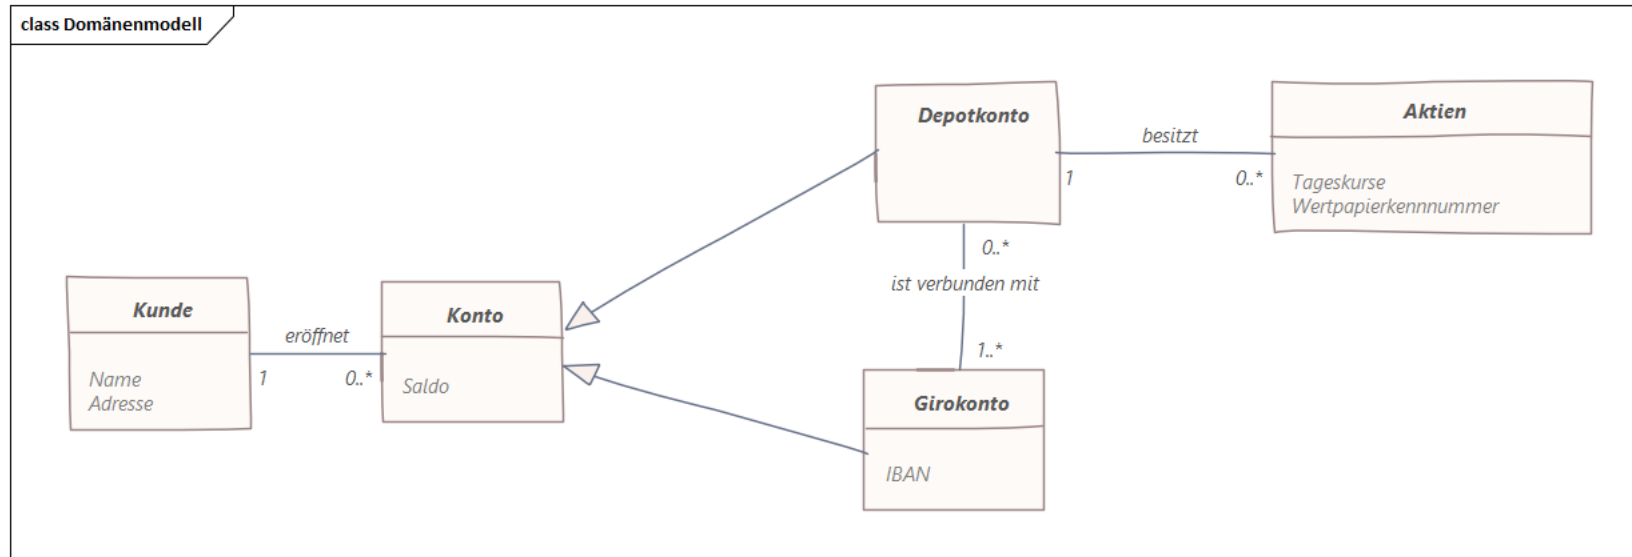 class Domänenmodell
Depotkonto
Aktien
besitzt
1
0..*
Tageskurse
Wertpapierkennnummer
0..*
ist verbunden mit
1..*
Kunde
eröffnet
Konto
1
0..*
Name
Adresse
Saldo
Girokonto
IBAN